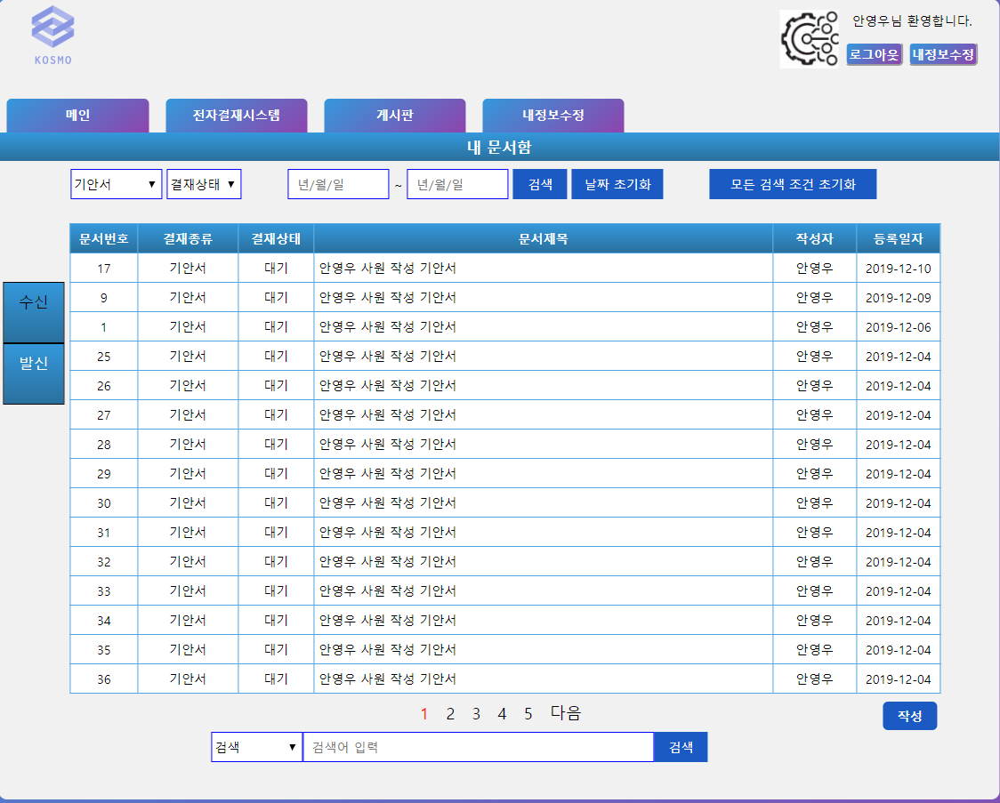 KOSMO
안영우님 환영합니다.
로그아웃 내정보수정
메인 전자결재시스템 게시판 내정보수정
내 문서함
기안서 결재상태 년/월/일 ~ 년/월/일 검색 날짜 초기화 모든 검색 조건 초기화
문서번호 결재종류 결재상태 문서제목 작성자 등록일자
17 기안서 대기 안영우 사원 작성 기안서 안영우 2019-12-10
9 기안서 대기 안영우 사원 작성 기안서 안영우 2019-12-09
1 기안서 대기 안영우 사원 작성 기안서 안영우 2019-12-06
25 기안서 대기 안영우 사원 작성 기안서 안영우 2019-12-04
26 기안서 대기 안영우 사원 작성 기안서 안영우 2019-12-04
27 기안서 대기 안영우 사원 작성 기안서 안영우 2019-12-04
28 기안서 대기 안영우 사원 작성 기안서 안영우 2019-12-04
29 기안서 대기 안영우 사원 작성 기안서 안영우 2019-12-04
30 기안서 대기 안영우 사원 작성 기안서 안영우 2019-12-04
31 기안서 대기 안영우 사원 작성 기안서 안영우 2019-12-04
32 기안서 대기 안영우 사원 작성 기안서 안영우 2019-12-04
33 기안서 대기 안영우 사원 작성 기안서 안영우 2019-12-04
34 기안서 대기 안영우 사원 작성 기안서 안영우 2019-12-04
35 기안서 대기 안영우 사원 작성 기안서 안영우 2019-12-04
36 기안서 대기 안영우 사원 작성 기안서 안영우 2019-12-04
수신
발신
1 2 3 4 5 다음
작성
검색 검색어 입력 검색